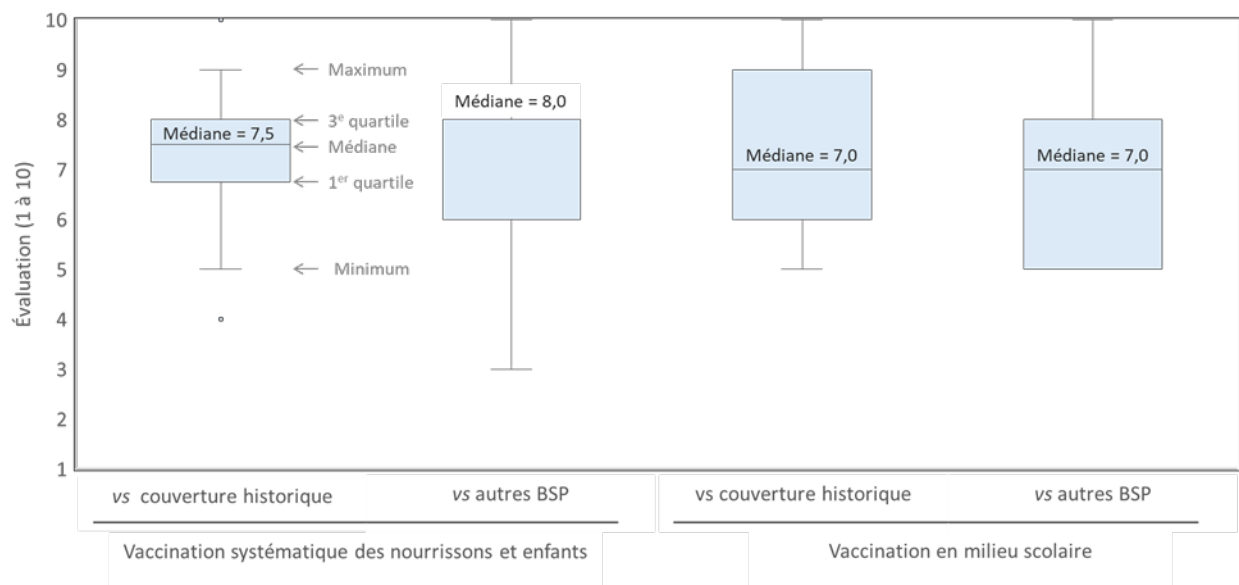 Évaluation (1 à 10)
10
9
8
7
6
5
4
3
2
1
Maximum
3e quartile
Médiane
1er quartile
Minimum
Médiane = 7,5
Médiane = 8,0
Médiane = 7,0
Médiane = 7,0
vs couverture historique
vs autres BSP
vs couverture historique
vs autres BSP
Vaccination systématique des nourrissons et enfants
Vaccination en milieu scolaire